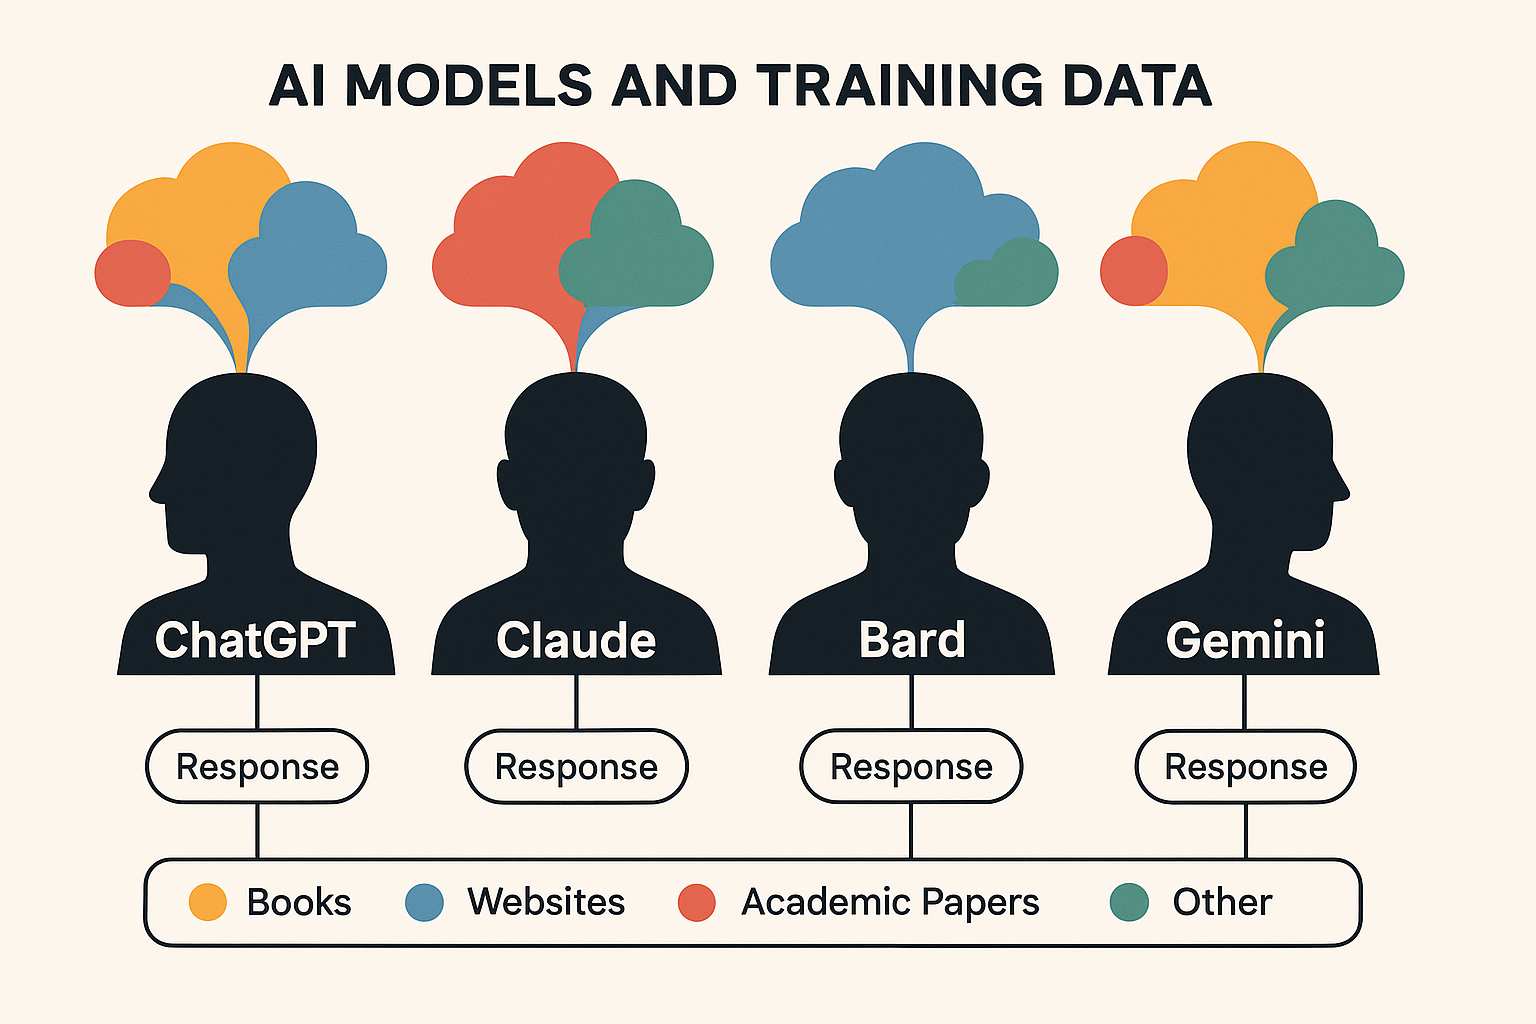 AI MODELS AND TRAINING DATA
ChatGPT Claude Bard Gemini
Response Response Response Response
Books Websites Academic Papers Other